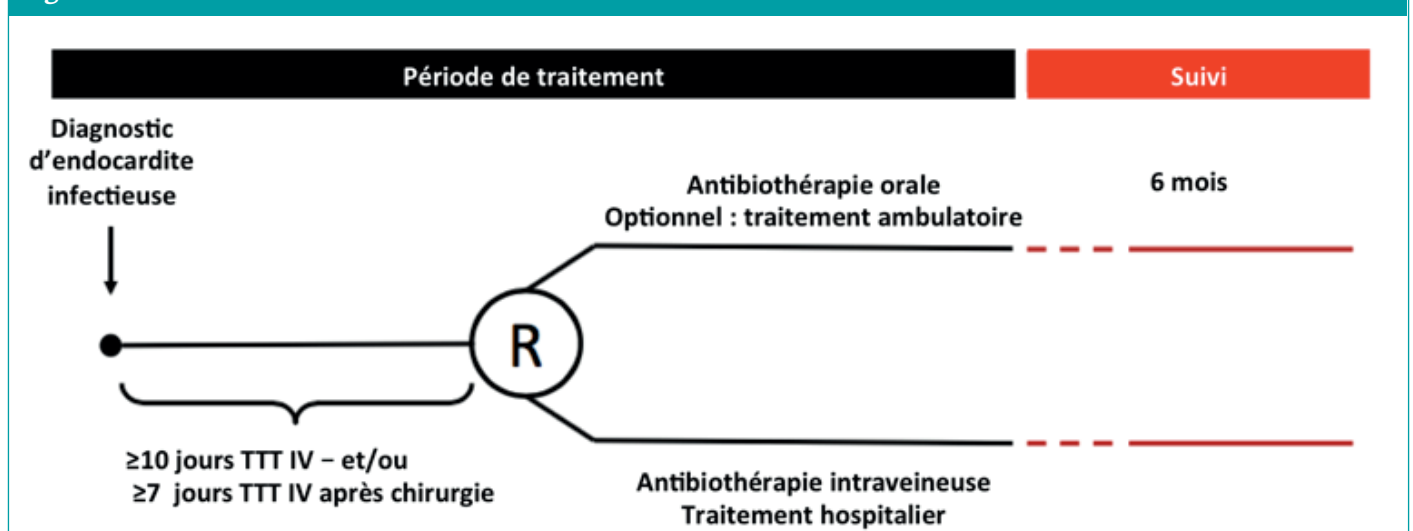 Période de traitement
Suivi
Diagnostic
d'endocardite
infectieuse
Antibiothérapie orale
Optionnel : traitement ambulatoire
6 mois
R
≥10 jours TTT IV – et/ou
≥7 jours TTT IV après chirurgie
Antibiothérapie intraveineuse
Traitement hospitalier